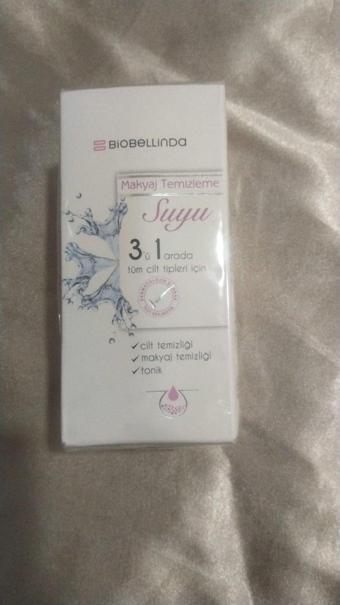 BIOBELLINDA
Makyaj Temizleme
Suyu
3'ü 1 arada
tüm cilt tipleri için
cilt temizliği
makyaj temizliği
tonik